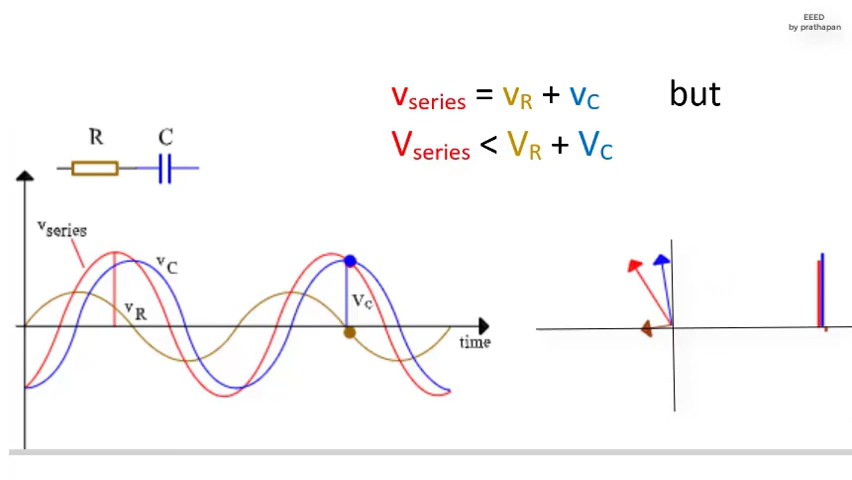 EEED
by prathapan
vseries = vR + vC but
Vseries < VR + VC
R C
vseries
vC
vR
Vc
time